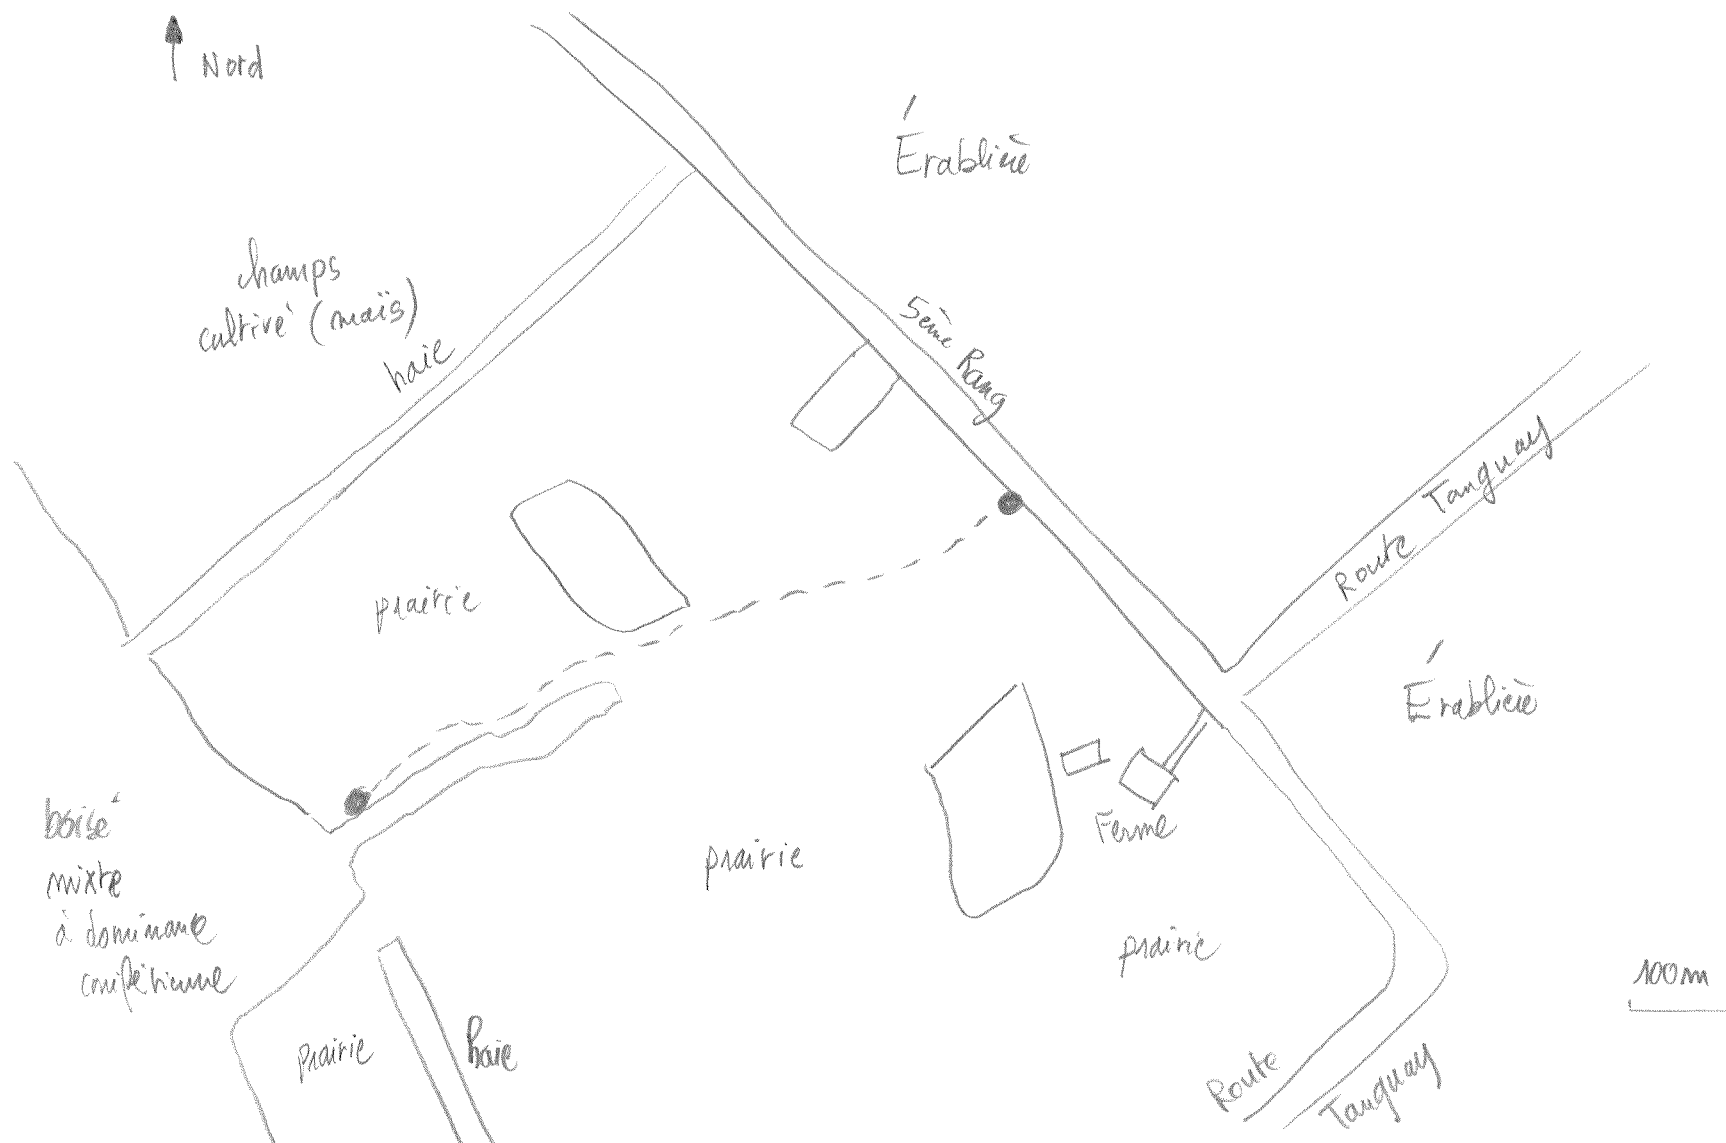 Nord
Érablière
champs
cultivé (maïs)
haie
5ème Rang
Route Tanguay
prairie
Érablière
boisé
mixte
à dominance
coniférienne
Ferme
prairie
prairie
100m
prairie
haie
Route
Tanguay